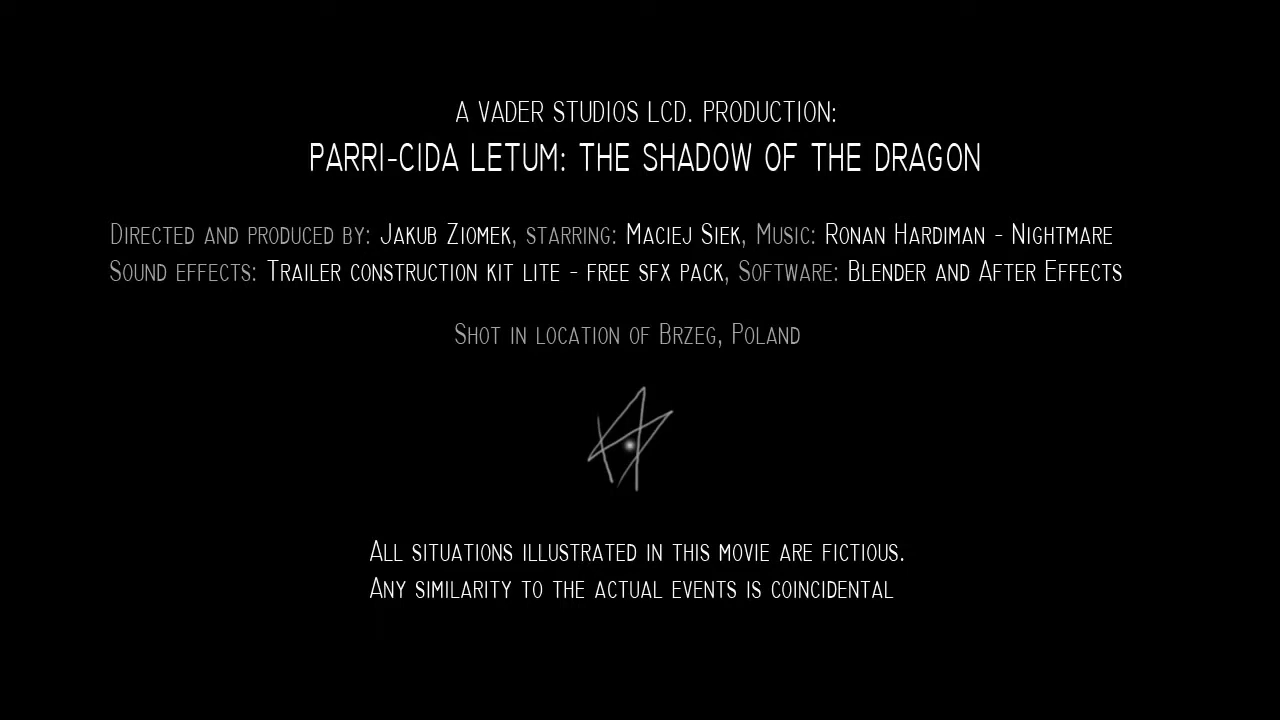 A VADER STUDIOS LCD. PRODUCTION:
PARRI-CIDA LETUM: THE SHADOW OF THE DRAGON
DIRECTED AND PRODUCED BY: JAKUB ZIOMEK, STARRING: MACIEJ SIEK, MUSIC: RONAN HARDIMAN - NIGHTMARE
SOUND EFFECTS: TRAILER CONSTRUCTION KIT LITE - FREE SFX PACK, SOFTWARE: BLENDER AND AFTER EFFECTS
SHOT IN LOCATION OF BRZEG, POLAND
ALL SITUATIONS ILLUSTRATED IN THIS MOVIE ARE FICTIOUS.
ANY SIMILARITY TO THE ACTUAL EVENTS IS COINCIDENTAL